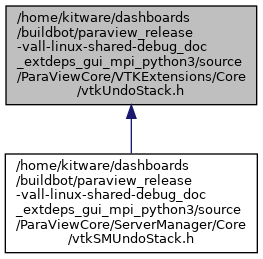 /home/kitware/dashboards
/buildbot/paraview_release
-vall-linux-shared-debug_doc
_extdeps_gui_mpi_python3/source
/ParaViewCore/VTKExtensions/Core
/vtkUndoStack.h
/home/kitware/dashboards
/buildbot/paraview_release
-vall-linux-shared-debug_doc
_extdeps_gui_mpi_python3/source
/ParaViewCore/ServerManager/Core
/vtkSMUndoStack.h